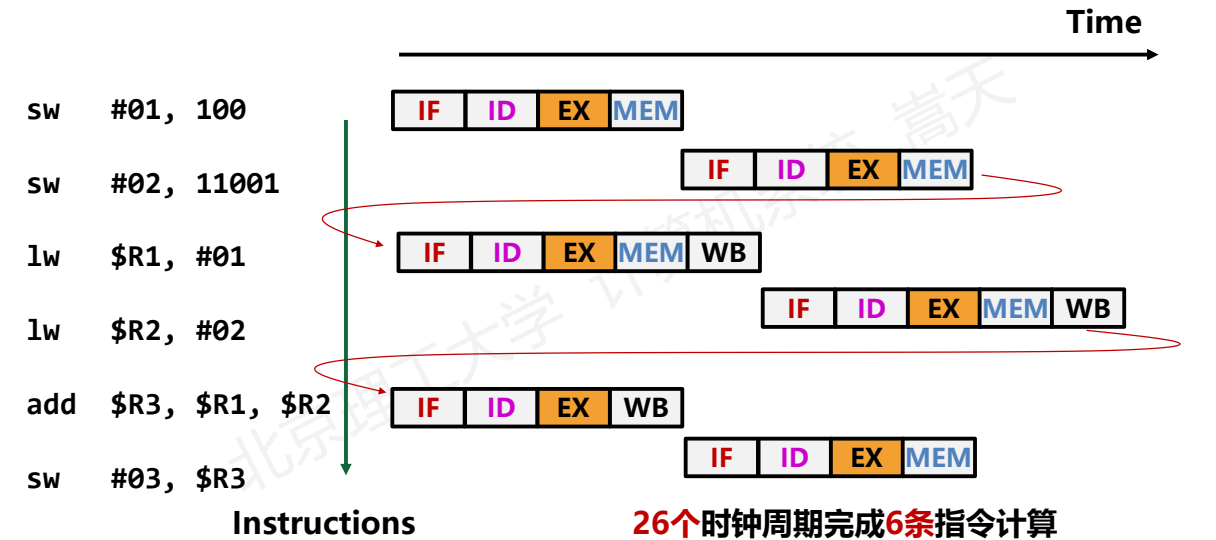 Time
sw #01, 100 IF ID EX MEM
sw #02, 11001 IF ID EX MEM
lw $R1, #01 IF ID EX MEM WB
lw $R2, #02 IF ID EX MEM WB
add $R3, $R1, $R2 IF ID EX WB
sw #03, $R3 IF ID EX MEM
Instructions
26个时钟周期完成6条指令计算
北京理工大学 计算机系统 嵩天